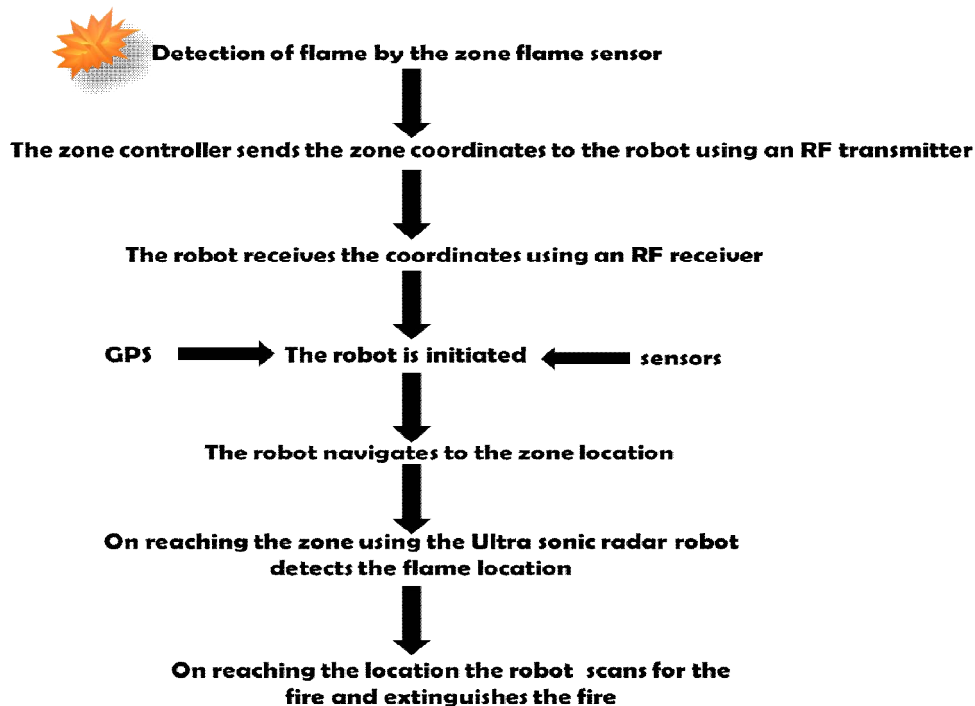 Detection of flame by the zone flame sensor
The zone controller sends the zone coordinates to the robot using an RF transmitter
The robot receives the coordinates using an RF receiver
GPS
The robot is initiated
sensors
The robot navigates to the zone location
On reaching the zone using the Ultra sonic radar robot
detects the flame location
On reaching the location the robot scans for the
fire and extinguishes the fire